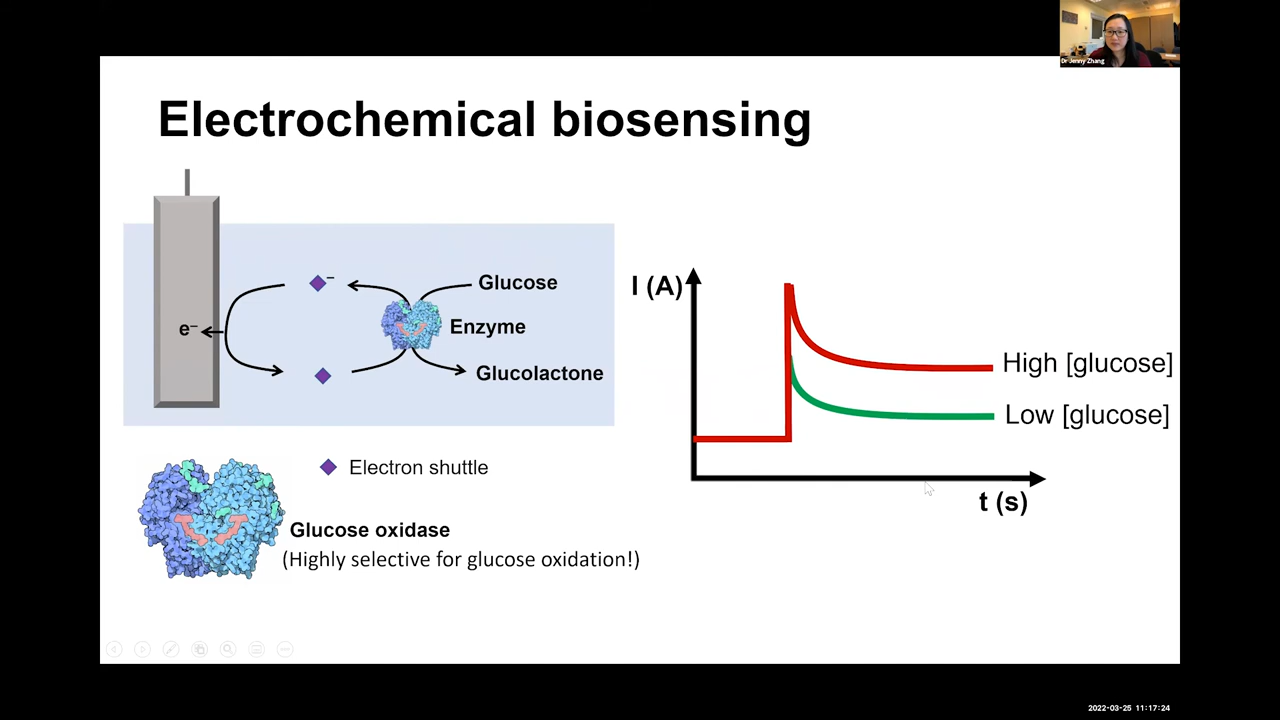 Dr Jenny Zhang
Electrochemical biosensing
–
Glucose
e–
Enzyme
Glucolactone
Electron shuttle
Glucose oxidase
(Highly selective for glucose oxidation!)
I (A)
High [glucose]
Low [glucose]
t (s)
2022-03-25 11:17:24